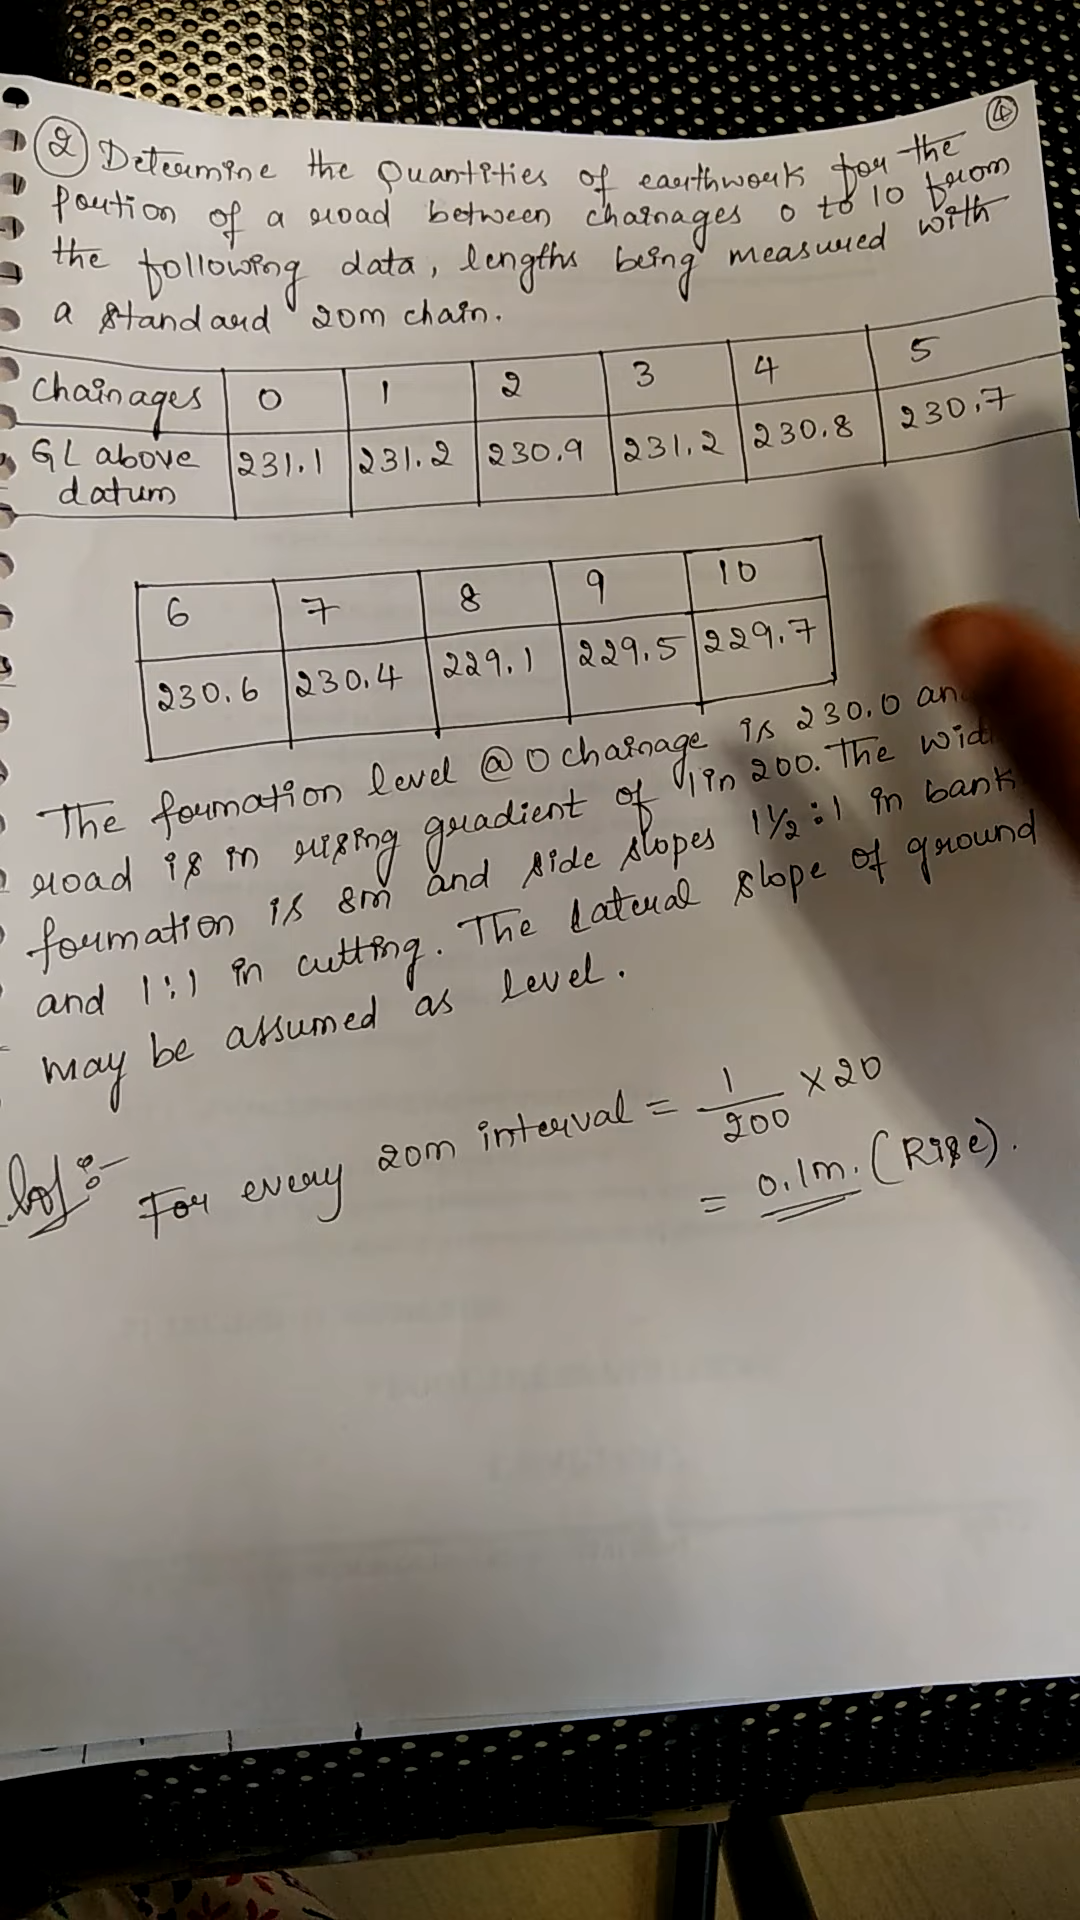 4
2 Determine the Quantities of earthwork for the
portion of a road between chainages 0 to 10 from
the following data, lengths being measured with
a standard 20m chain.
chainages 0 1 2 3 4 5
GL above datum 231.1 231.2 230.9 231.2 230.8 230.7
6 7 8 9 10
230.6 230.4 229.1 229.5 229.7
The formation level @ 0 chainage is 230.0
road is in rising gradient of 1 in 200. The
formation is 8m and side slopes 1½:1 in bank
and 1:1 in cutting. The Lateral slope of ground
may be assumed as level.
Sol:- For every 20m interval = 1/200 × 20
= 0.1m. (Rise).